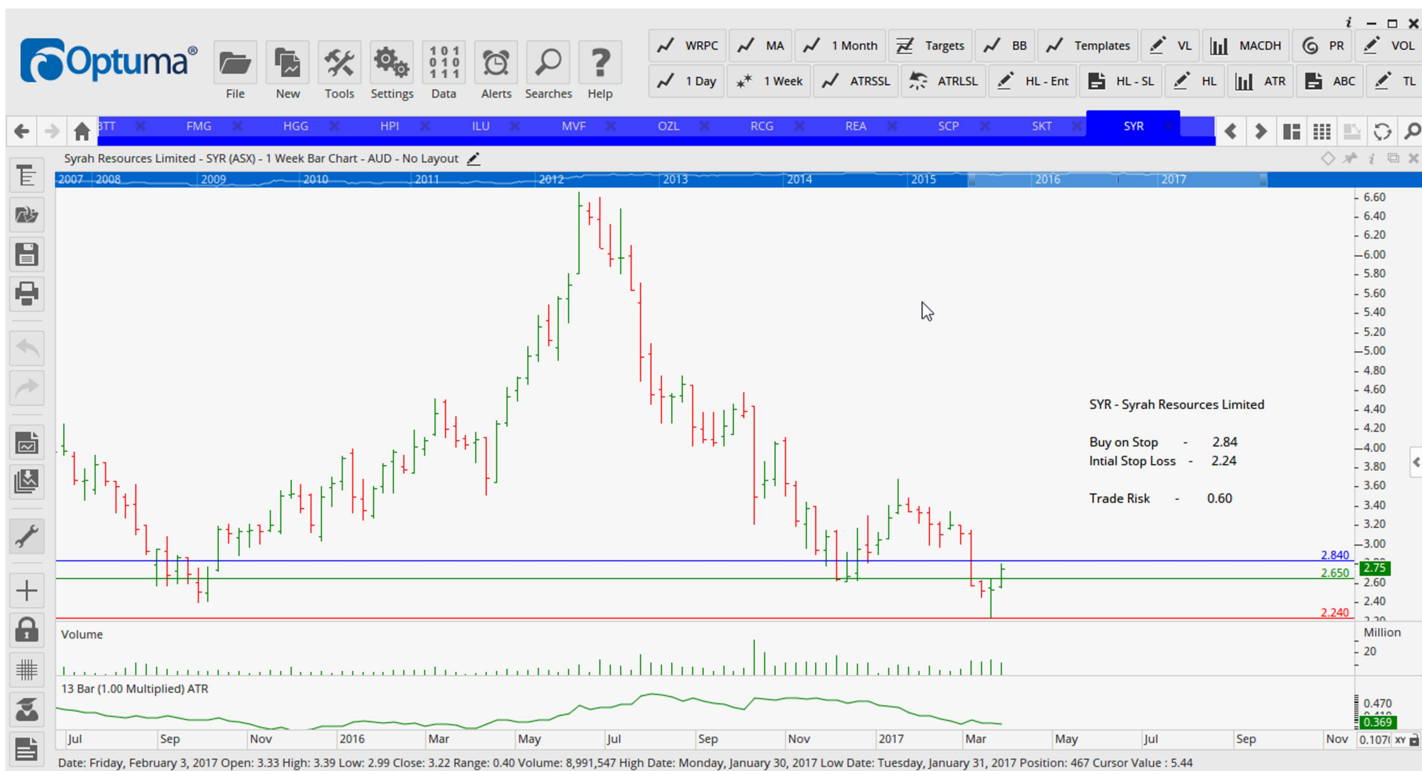 i
Optuma®
File New Tools Settings Data Alerts Searches Help
101
010
111
WRPC MA 1 Month Targets BB Templates VL MACDH PR VOL
1 Day 1 Week ATRSSL ATRLSL HL - Ent HL - SL HL ATR ABC TL
BTT FMG HGG HPI ILU MVF OZL RCG REA SCP SKT SYR
Syrah Resources Limited - SYR (ASX) - 1 Week Bar Chart - AUD - No Layout
2007 2008 2009 2010 2011 2012 2013 2014 2015 2016 2017
6.60
6.40
6.20
6.00
5.80
5.60
5.40
5.20
5.00
4.80
4.60
4.40
4.20
4.00
3.80
3.60
3.40
3.20
3.00
2.60
2.40
2.20
SYR - Syrah Resources Limited
Buy on Stop - 2.84
Intial Stop Loss - 2.24
Trade Risk - 0.60
2.840
2.75
2.650
2.240
Volume
Million
20
13 Bar (1.00 Multiplied) ATR
0.470
0.369
Jul Sep Nov 2016 Mar May Jul Sep Nov 2017 Mar May Jul Sep Nov 0.107( XY
Date: Friday, February 3, 2017 Open: 3.33 High: 3.39 Low: 2.99 Close: 3.22 Range: 0.40 Volume: 8,991,547 High Date: Monday, January 30, 2017 Low Date: Tuesday, January 31, 2017 Position: 467 Cursor Value : 5.44